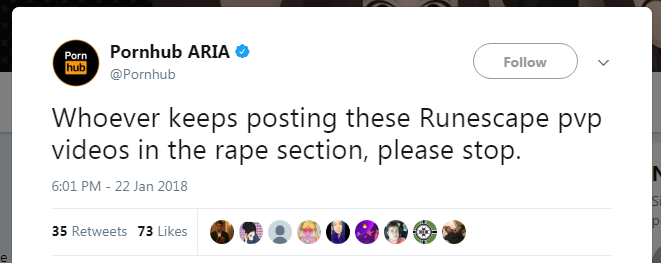 Porn
hub
Pornhub ARIA
@Pornhub
Follow
Whoever keeps posting these Runescape pvp
videos in the rape section, please stop.
6:01 PM - 22 Jan 2018
35 Retweets 73 Likes